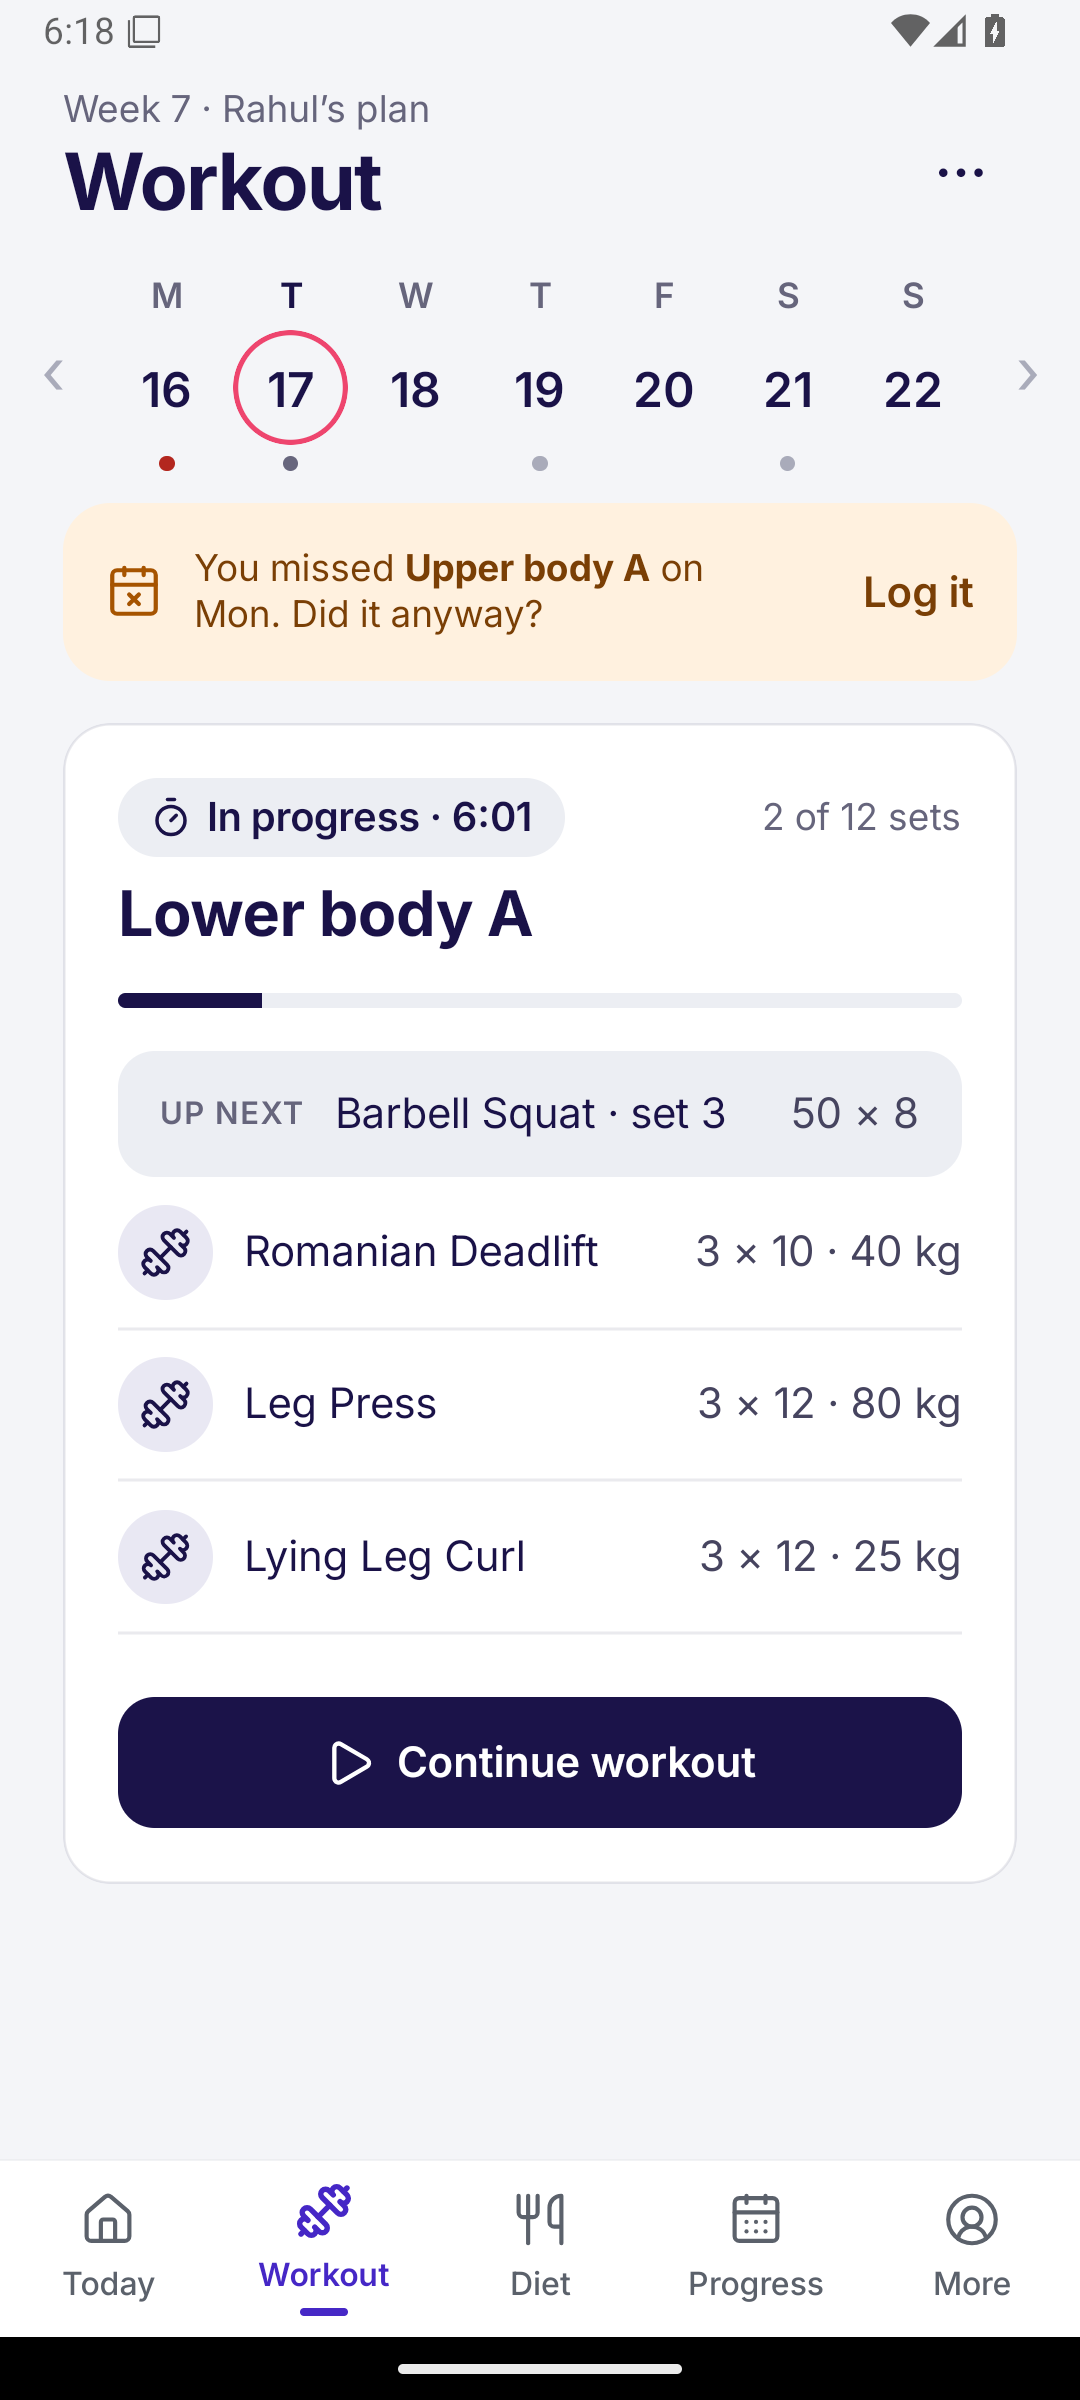 6:18
Week 7 · Rahul’s plan
Workout
M T W T F S S
16 17 18 19 20 21 22
You missed Upper body A on
Mon. Did it anyway?
Log it
In progress · 6:01
2 of 12 sets
Lower body A
UP NEXT Barbell Squat · set 3 50 × 8
Romanian Deadlift 3 × 10 · 40 kg
Leg Press 3 × 12 · 80 kg
Lying Leg Curl 3 × 12 · 25 kg
Continue workout
Today Workout Diet Progress More